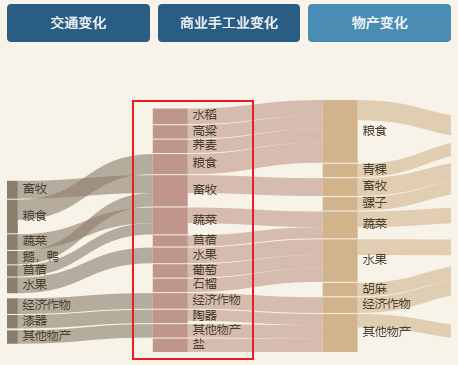 交通变化
商业手工业变化
物产变化
畜牧
粮食
蔬菜
鹅，鸭
苜蓿
水果
经济作物
漆器
其他物产
水稻
高粱
荞麦
粮食
畜牧
蔬菜
苜蓿
水果
葡萄
石榴
经济作物
陶器
其他物产
盐
粮食
青稞
畜牧
骡子
蔬菜
水果
胡麻
经济作物
其他物产